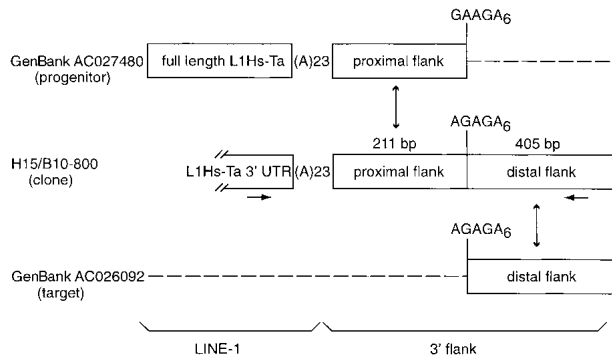 GAAGA6
GenBank AC027480
(progenitor)
full length L1Hs-Ta
(A)23
proximal flank
H15/B10-800
(clone)
L1Hs-Ta 3' UTR
(A)23
211 bp
proximal flank
AGAGA6
405 bp
distal flank
AGAGA6
GenBank AC026092
(target)
distal flank
LINE-1
3' flank